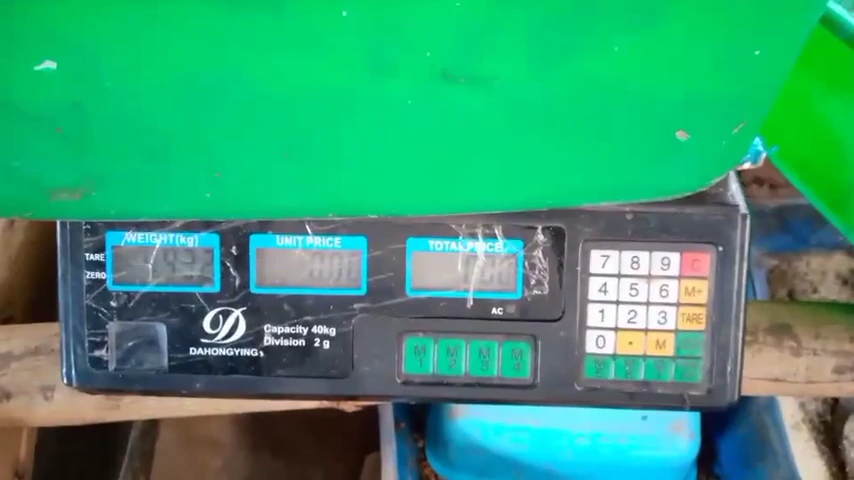 WEIGHT(kg)
UNIT PRICE
TOTAL PRICE
TARE
ZERO
AC
DAHONGYING
Capacity 40kg
Division 2g
M1 M2 M3 M4
7 8 9 C
4 5 6 M+
1 2 3 TARE
0 . M